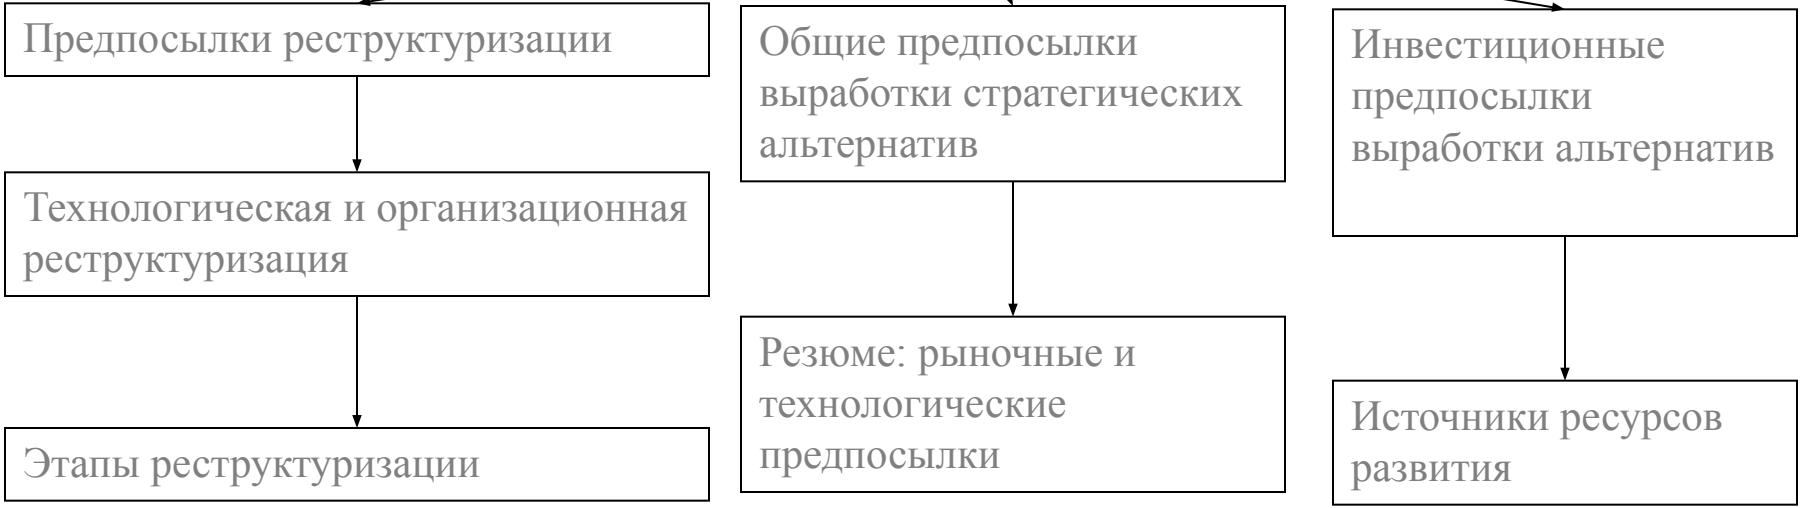 Предпосылки реструктуризации
Технологическая и организационная
реструктуризация
Этапы реструктуризации
Общие предпосылки
выработки стратегических
альтернатив
Резюме: рыночные и
технологические
предпосылки
Инвестиционные
предпосылки
выработки альтернатив
Источники ресурсов
развития